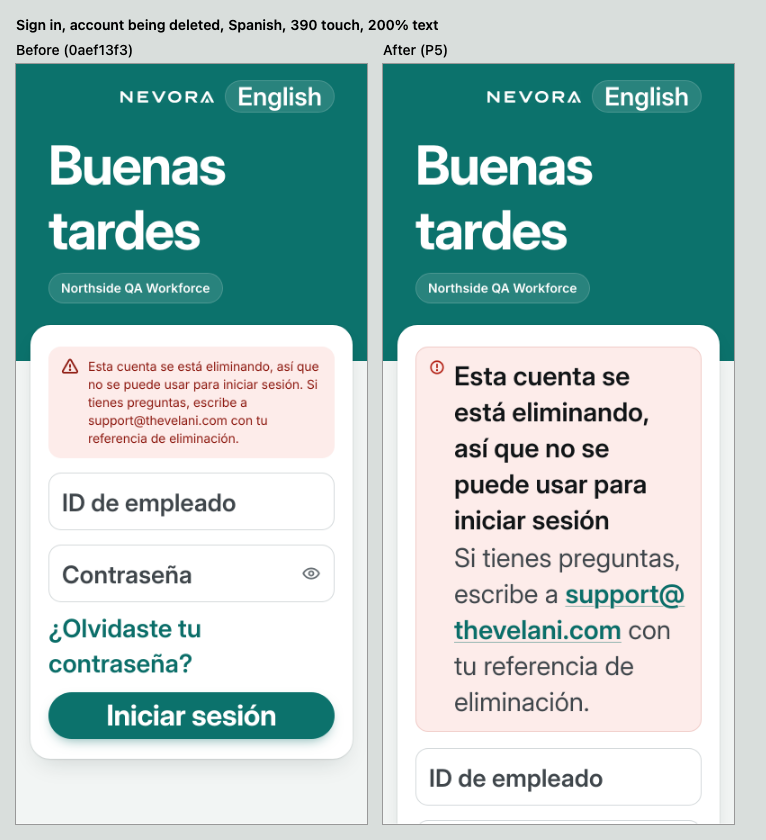 Sign in, account being deleted, Spanish, 390 touch, 200% text
Before (0aef13f3)
NEVORA
English
Buenas
tardes
Northside QA Workforce
Esta cuenta se está eliminando, así que
no se puede usar para iniciar sesión. Si
tienes preguntas, escribe a
support@thevelani.com con tu
referencia de eliminación.
ID de empleado
Contraseña
¿Olvidaste tu
contraseña?
Iniciar sesión
After (P5)
NEVORA
English
Buenas
tardes
Northside QA Workforce
Esta cuenta se
está eliminando,
así que no se
puede usar para
iniciar sesión
Si tienes preguntas,
escribe a support@
thevelani.com con
tu referencia de
eliminación.
ID de empleado